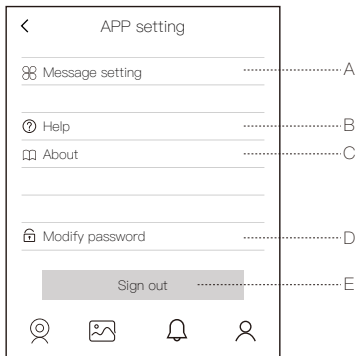 APP setting
Message setting A
Help B
About C
Modify password D
Sign out E